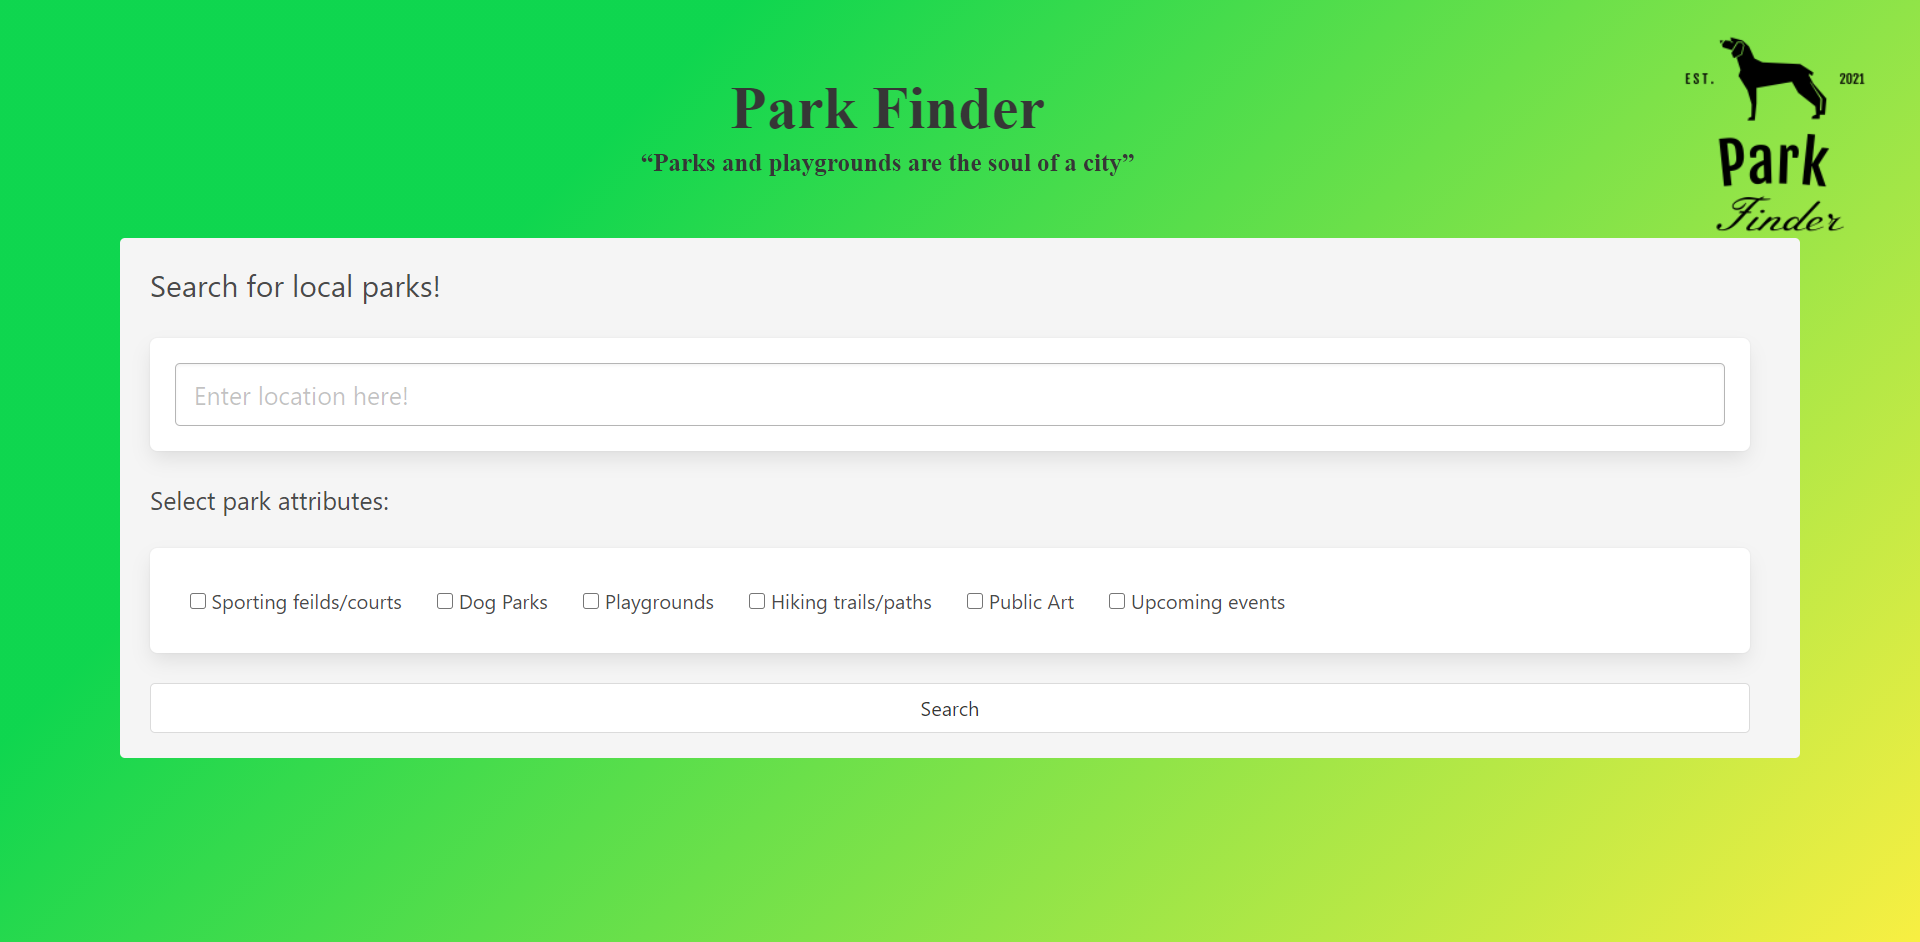 Park Finder
“Parks and playgrounds are the soul of a city”
EST. 2021
Park
Finder
Search for local parks!
Enter location here!
Select park attributes:
Sporting feilds/courts Dog Parks Playgrounds Hiking trails/paths Public Art Upcoming events
Search